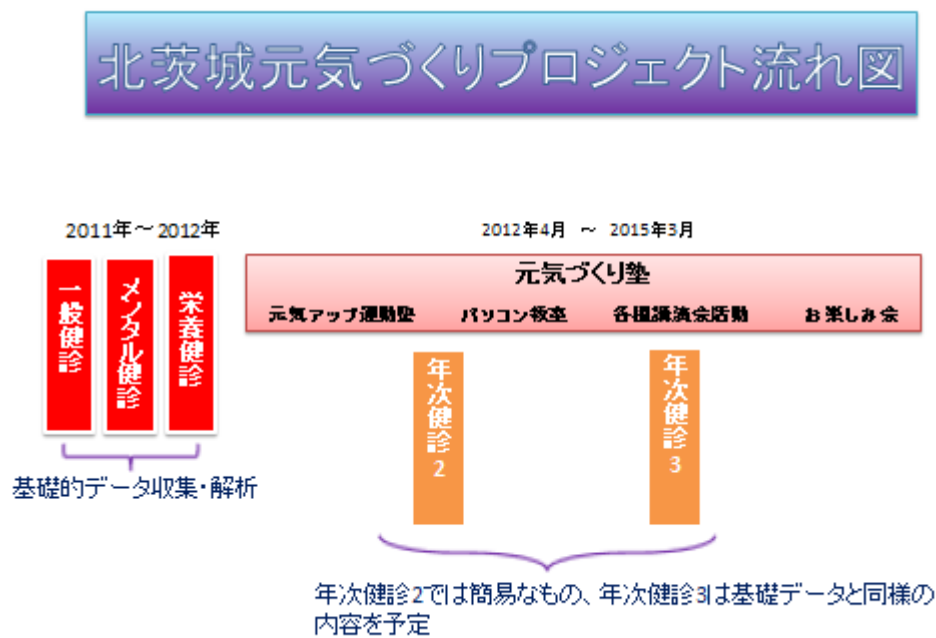 北茨城元気づくりプロジェクト流れ図
2011年～2012年
2012年4月　～　2015年3月
一般健診
メンタル健診
栄養健診
元気づくり塾
元気アップ運動塾　パソコン教室　各種講演会活動　お楽しみ会
年次健診2
年次健診3
基礎的データ収集・解析
年次健診2では簡易なもの、年次健診3は基礎データと同様の
内容を予定